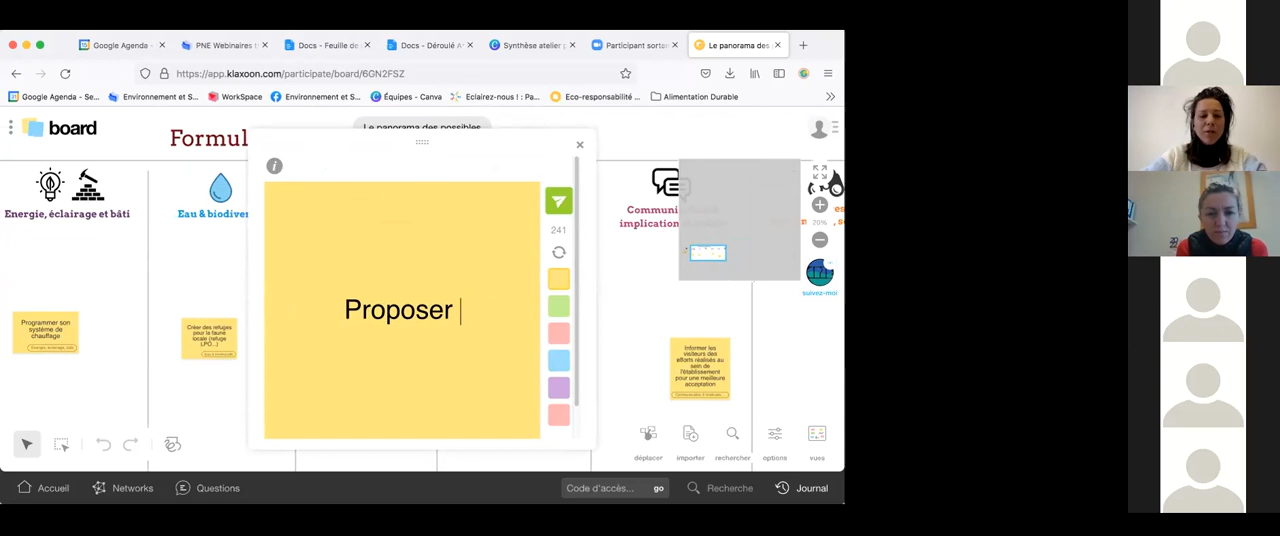 Google Agenda -
PNE Webinaires t
Docs - Feuille de
Docs - Déroulé A
Synthèse atelier
Participant sortan
Le panorama des
https://app.klaxoon.com/participate/board/6GN2FSZ
Google Agenda - Se...
Environnement et S...
WorkSpace
Environnement et S...
Équipes - Canva
Eclairez-nous ! : Pa...
Eco-responsabilité ...
Alimentation Durable
board
Formul
Le panorama des possibles
Energie, éclairage et bâti
Eau & biodiver
241
Proposer
20%
suivez-moi
Programmer son
système de
chauffage
Créer des refuges
pour la faune
locale (refuge
LPO...)
Informer les
visiteurs des
efforts réalisés au
sein de
l'établissement
pour une meilleure
acceptation
déplacer
importer
rechercher
options
vues
Accueil
Networks
Questions
Code d'accès...
go
Recherche
Journal